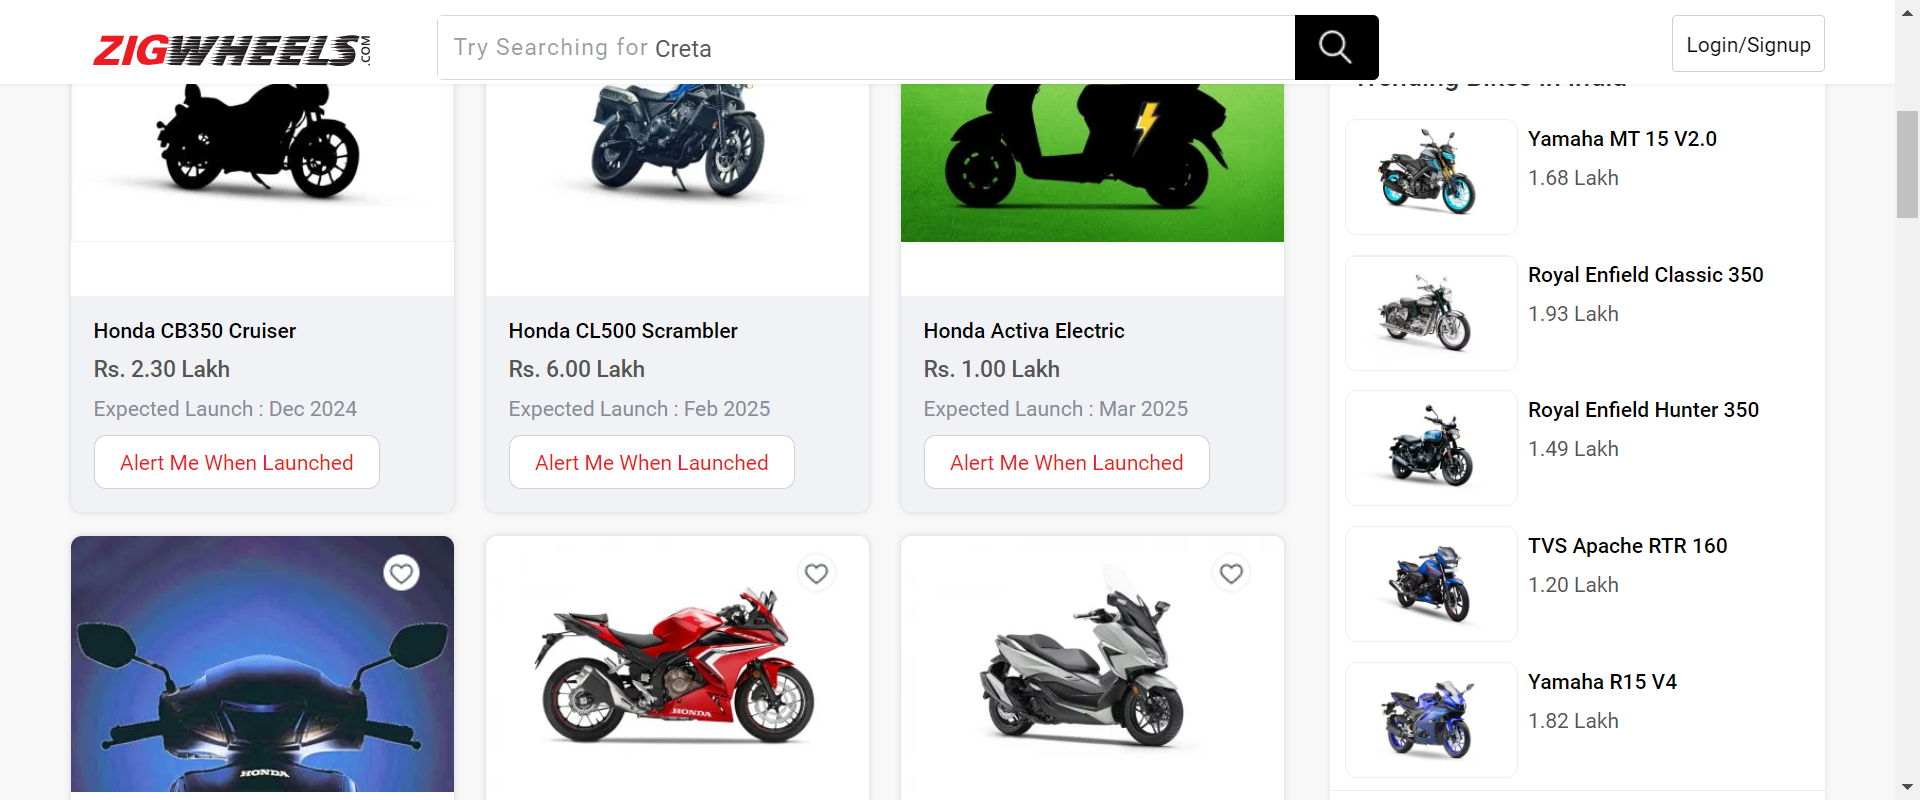 ZIGWHEELS.COM
Try Searching for Creta
Login/Signup
Trending Bikes in India
Honda CB350 Cruiser
Rs. 2.30 Lakh
Expected Launch : Dec 2024
Alert Me When Launched
Honda CL500 Scrambler
Rs. 6.00 Lakh
Expected Launch : Feb 2025
Alert Me When Launched
Honda Activa Electric
Rs. 1.00 Lakh
Expected Launch : Mar 2025
Alert Me When Launched
HONDA
HONDA
Yamaha MT 15 V2.0
1.68 Lakh
Royal Enfield Classic 350
1.93 Lakh
Royal Enfield Hunter 350
1.49 Lakh
TVS Apache RTR 160
1.20 Lakh
Yamaha R15 V4
1.82 Lakh